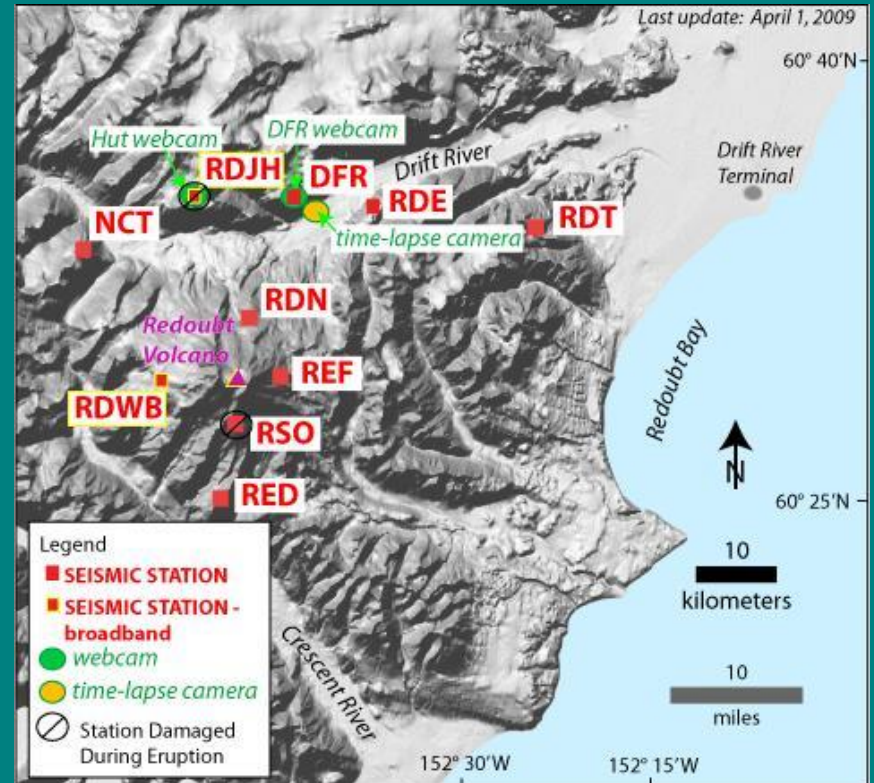 Last update: April 1, 2009
60° 40'N
Hut webcam
DFR webcam
Drift River
Drift River
Terminal
RDJH
DFR
RDE
RDT
NCT
time-lapse camera
RDN
Redoubt
Volcano
REF
RDWB
RSO
Redoubt Bay
N
RED
60° 25'N
Legend
SEISMIC STATION
SEISMIC STATION -
broadband
webcam
time-lapse camera
Station Damaged
During Eruption
Crescent River
10
kilometers
10
miles
152° 30'W
152° 15'W